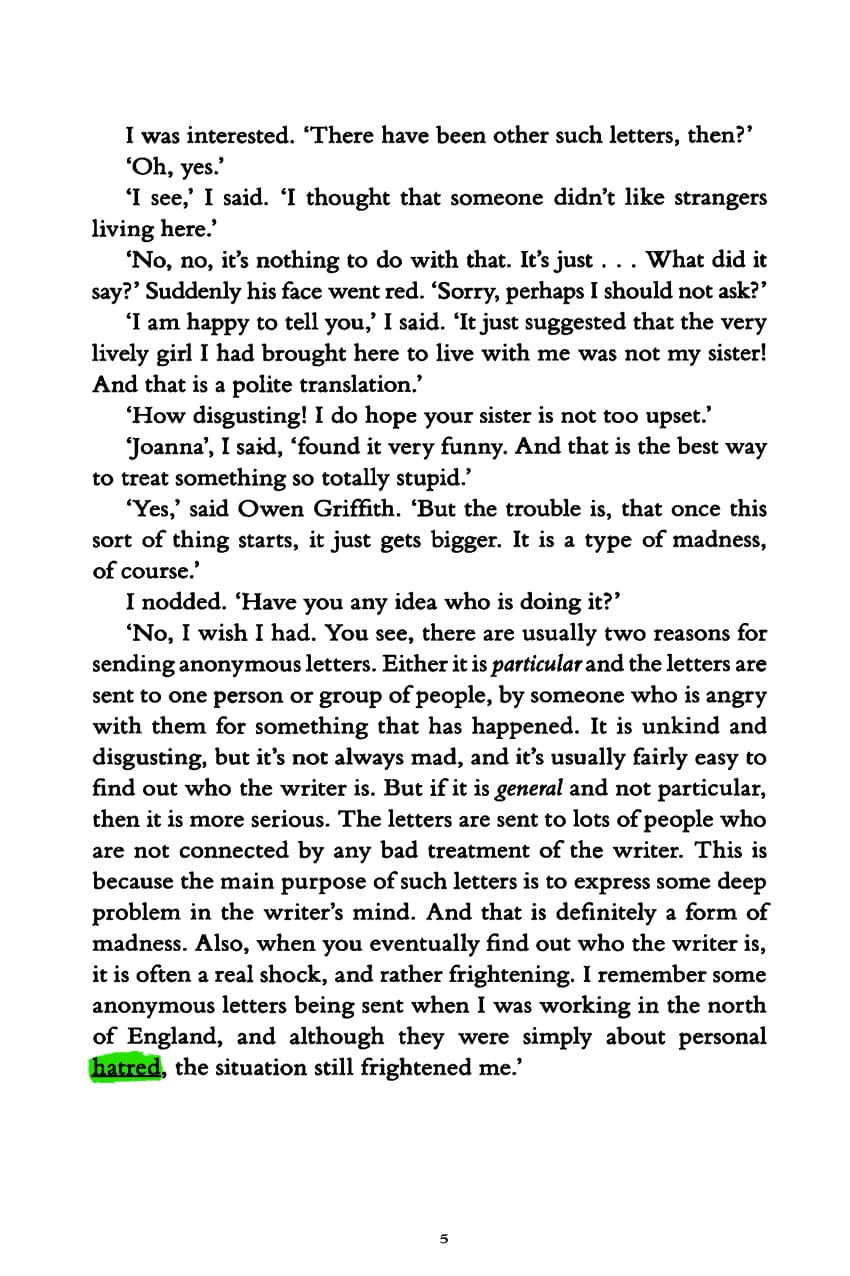 I was interested. ‘There have been other such letters, then?’
‘Oh, yes.’
‘I see,’ I said. ‘I thought that someone didn’t like strangers
living here.’
‘No, no, it’s nothing to do with that. It’s just . . . What did it
say?’ Suddenly his face went red. ‘Sorry, perhaps I should not ask?’
‘I am happy to tell you,’ I said. ‘It just suggested that the very
lively girl I had brought here to live with me was not my sister!
And that is a polite translation.’
‘How disgusting! I do hope your sister is not too upset.’
‘Joanna’, I said, ‘found it very funny. And that is the best way
to treat something so totally stupid.’
‘Yes,’ said Owen Griffith. ‘But the trouble is, that once this
sort of thing starts, it just gets bigger. It is a type of madness,
of course.’
I nodded. ‘Have you any idea who is doing it?’
‘No, I wish I had. You see, there are usually two reasons for
sending anonymous letters. Either it is particular and the letters are
sent to one person or group of people, by someone who is angry
with them for something that has happened. It is unkind and
disgusting, but it’s not always mad, and it’s usually fairly easy to
find out who the writer is. But if it is general and not particular,
then it is more serious. The letters are sent to lots of people who
are not connected by any bad treatment of the writer. This is
because the main purpose of such letters is to express some deep
problem in the writer’s mind. And that is definitely a form of
madness. Also, when you eventually find out who the writer is,
it is often a real shock, and rather frightening. I remember some
anonymous letters being sent when I was working in the north
of England, and although they were simply about personal
hatred, the situation still frightened me.’
5